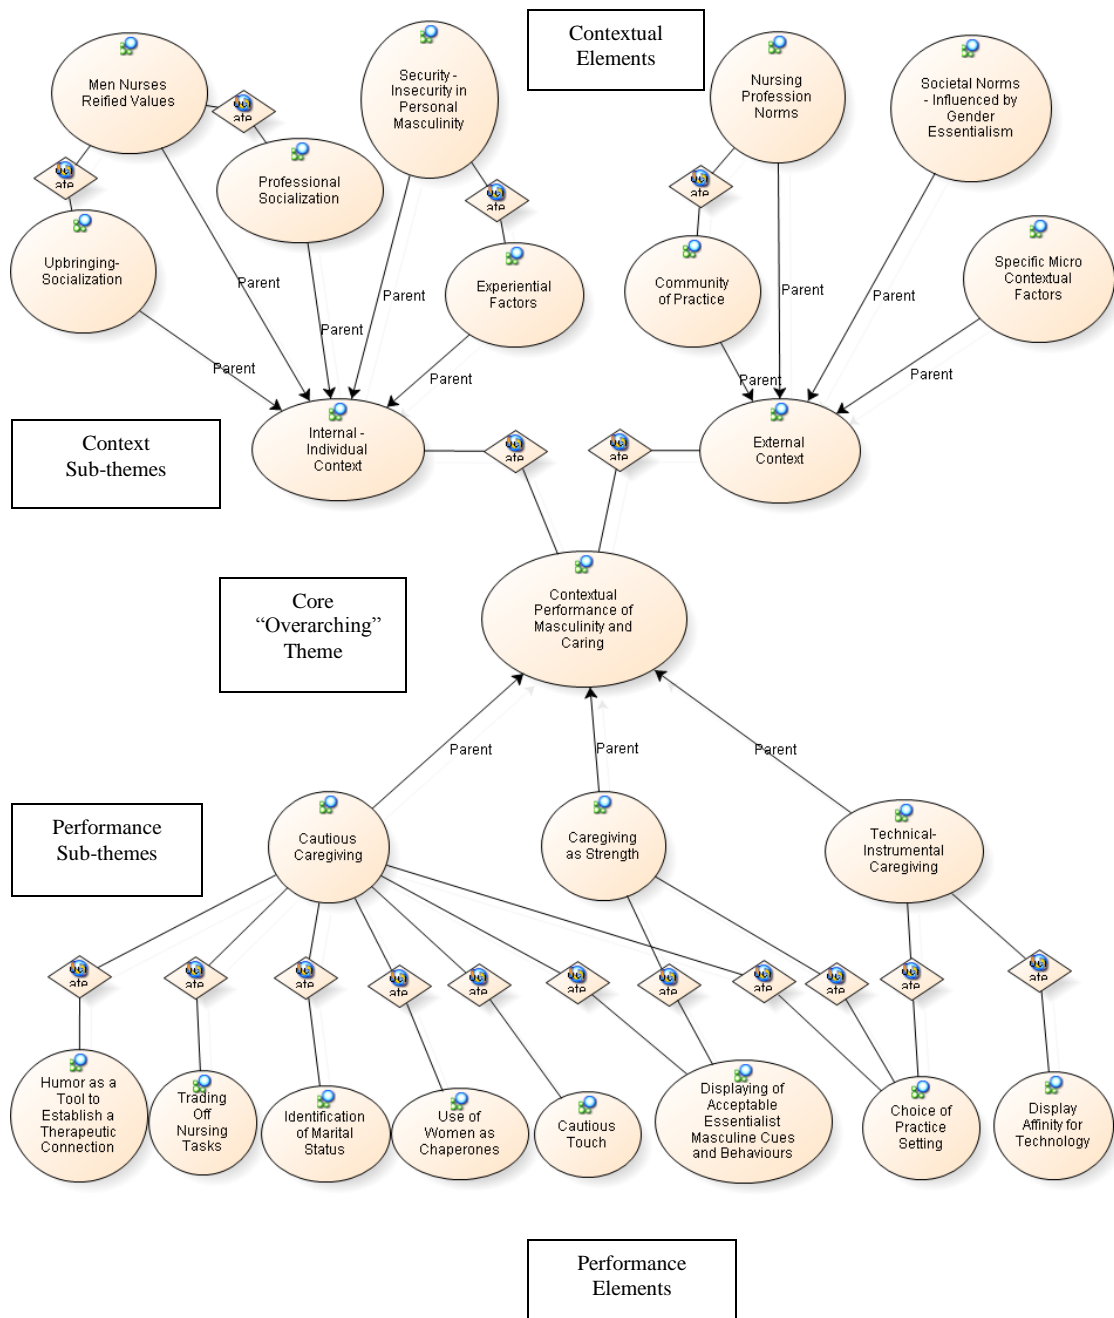 Contextual
Elements
Men Nurses
Reified Values
Security -
Insecurity in
Personal
Masculinity
Nursing
Profession
Norms
Societal Norms
- Influenced by
Gender
Essentialism
ate
ate
Professional
Socialization
ate
ate
Upbringing-
Socialization
Experiential
Factors
Community
of Practice
Specific Micro
Contextual
Factors
Parent
Parent
Parent
Parent
Parent
Parent
Parent
Parent
Parent
Context
Sub-themes
Internal -
Individual
Context
ate
ate
External
Context
Core
“Overarching”
Theme
Contextual
Performance of
Masculinity and
Caring
Parent
Parent
Parent
Performance
Sub-themes
Cautious
Caregiving
Caregiving
as Strength
Technical-
Instrumental
Caregiving
ate
ate
ate
ate
ate
ate
ate
ate
ate
ate
ate
Humor as a
Tool to
Establish a
Therapeutic
Connection
Trading
Off
Nursing
Tasks
Identification
of Marital
Status
Use of
Women as
Chaperones
Cautious
Touch
Displaying of
Acceptable
Essentialist
Masculine Cues
and Behaviours
Choice of
Practice
Setting
Display
Affinity for
Technology
Performance
Elements